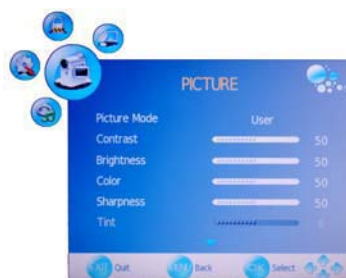 PICTURE
Picture Mode User
Contrast 50
Brightness 50
Color 50
Sharpness 50
Tint
Quit Back Select